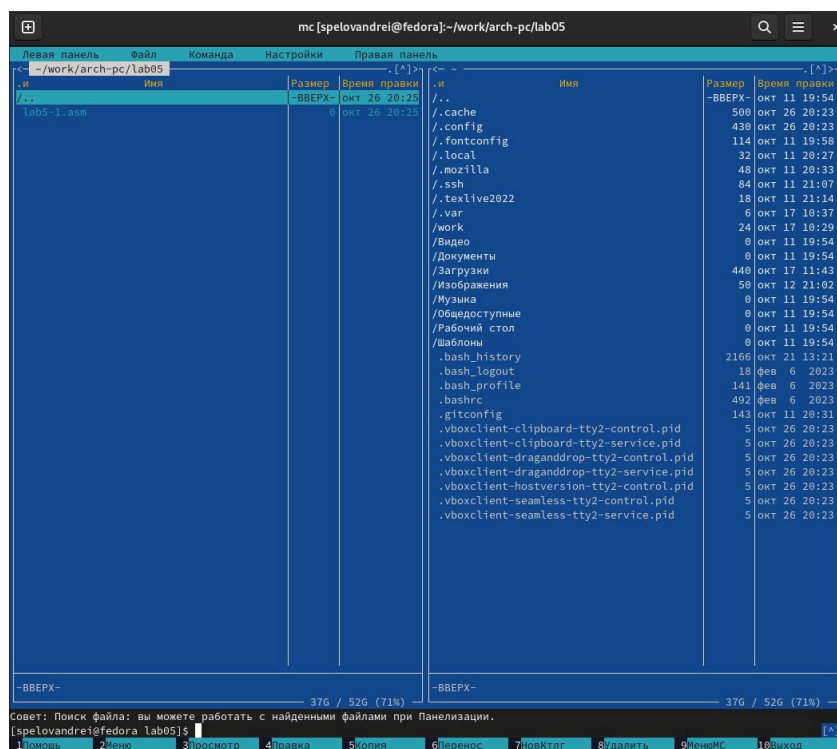 mc [spelovandrei@fedora]:~/work/arch-pc/lab05
Левая панель Файл Команда Настройки Правая панель
<- ~/work/arch-pc/lab05 .[^]>
.и Имя Размер Время правки
/.. -ВВЕРХ- окт 26 20:25
lab5-1.asm 0 окт 26 20:25
<- ~ .[^]>
.и Имя Размер Время правки
/.. -ВВЕРХ- окт 11 19:54
/.cache 500 окт 26 20:23
/.config 430 окт 26 20:23
/.fontconfig 114 окт 11 19:58
/.local 32 окт 11 20:27
/.mozilla 48 окт 11 20:33
/.ssh 84 окт 11 21:07
/.texlive2022 18 окт 11 21:14
/.var 6 окт 17 10:37
/work 24 окт 17 10:29
/Видео 0 окт 11 19:54
/Документы 0 окт 11 19:54
/Загрузки 440 окт 17 11:43
/Изображения 50 окт 12 21:02
/Музыка 0 окт 11 19:54
/Общедоступные 0 окт 11 19:54
/Рабочий стол 0 окт 11 19:54
/Шаблоны 0 окт 11 19:54
.bash_history 2166 окт 21 13:21
.bash_logout 18 фев 6 2023
.bash_profile 141 фев 6 2023
.bashrc 492 фев 6 2023
.gitconfig 143 окт 11 20:31
.vboxclient-clipboard-tty2-control.pid 5 окт 26 20:23
.vboxclient-clipboard-tty2-service.pid 5 окт 26 20:23
.vboxclient-draganddrop-tty2-control.pid 5 окт 26 20:23
.vboxclient-draganddrop-tty2-service.pid 5 окт 26 20:23
.vboxclient-hostversion-tty2-control.pid 5 окт 26 20:23
.vboxclient-seamless-tty2-control.pid 5 окт 26 20:23
.vboxclient-seamless-tty2-service.pid 5 окт 26 20:23
-ВВЕРХ-
37G / 52G (71%)
-ВВЕРХ-
37G / 52G (71%)
Совет: Поиск файла: вы можете работать с найденными файлами при Панелизации.
[spelovandrei@fedora lab05]$ [^]
1Помощь 2Меню 3Просмотр 4Правка 5Копия 6Перенос 7НовКтлг 8Удалить 9МенюMC 10Выход